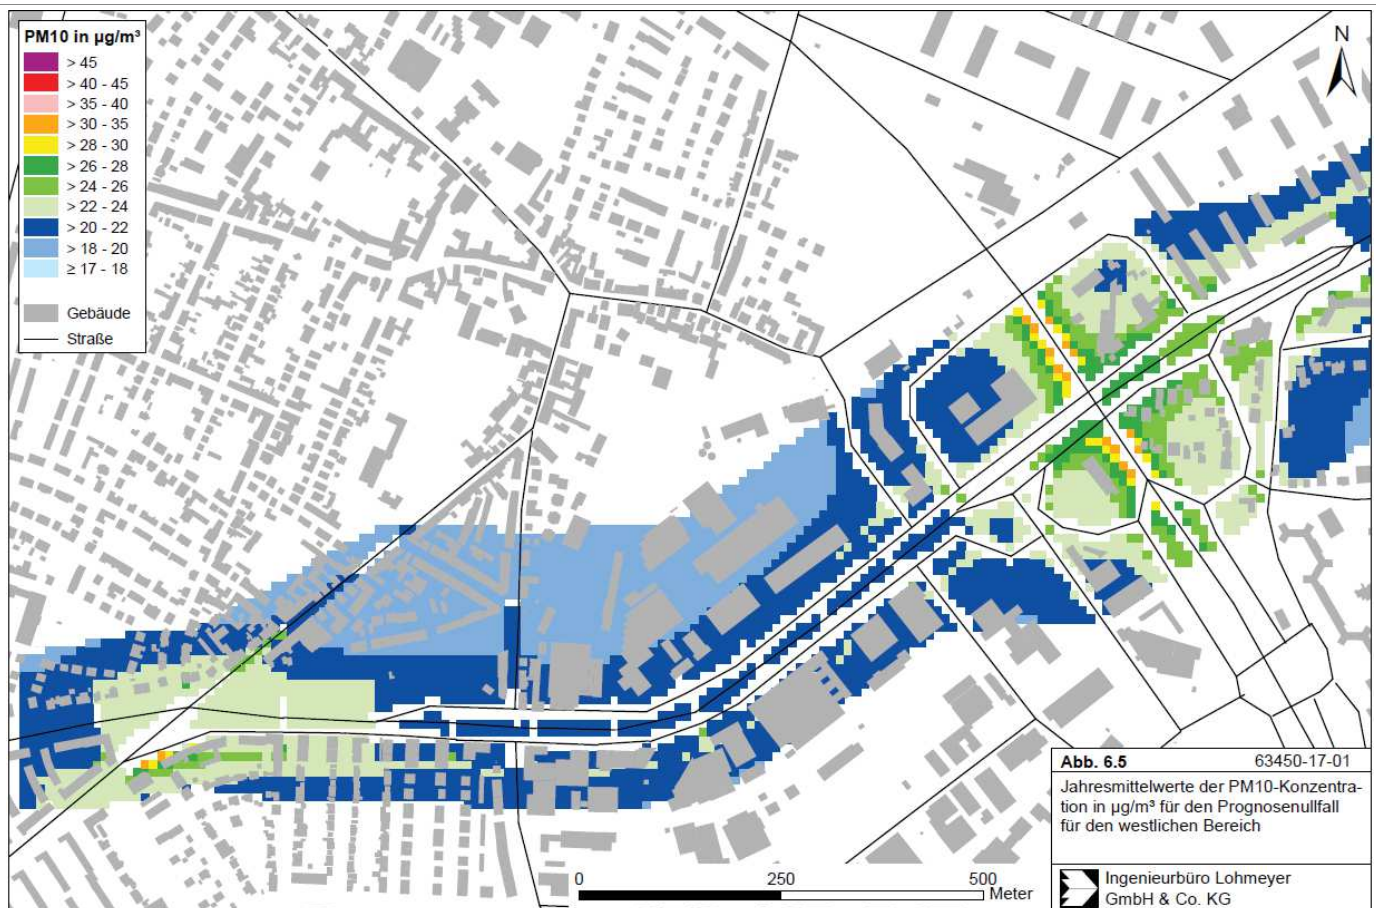 PM10 in µg/m³
> 45
> 40 - 45
> 35 - 40
> 30 - 35
> 28 - 30
> 26 - 28
> 24 - 26
> 22 - 24
> 20 - 22
> 18 - 20
≥ 17 - 18
Gebäude
Straße
N
0 250 500
Meter
Abb. 6.5 63450-17-01
Jahresmittelwerte der PM10-Konzentra-
tion in µg/m³ für den Prognosenullfall
für den westlichen Bereich
Ingenieurbüro Lohmeyer
GmbH & Co. KG